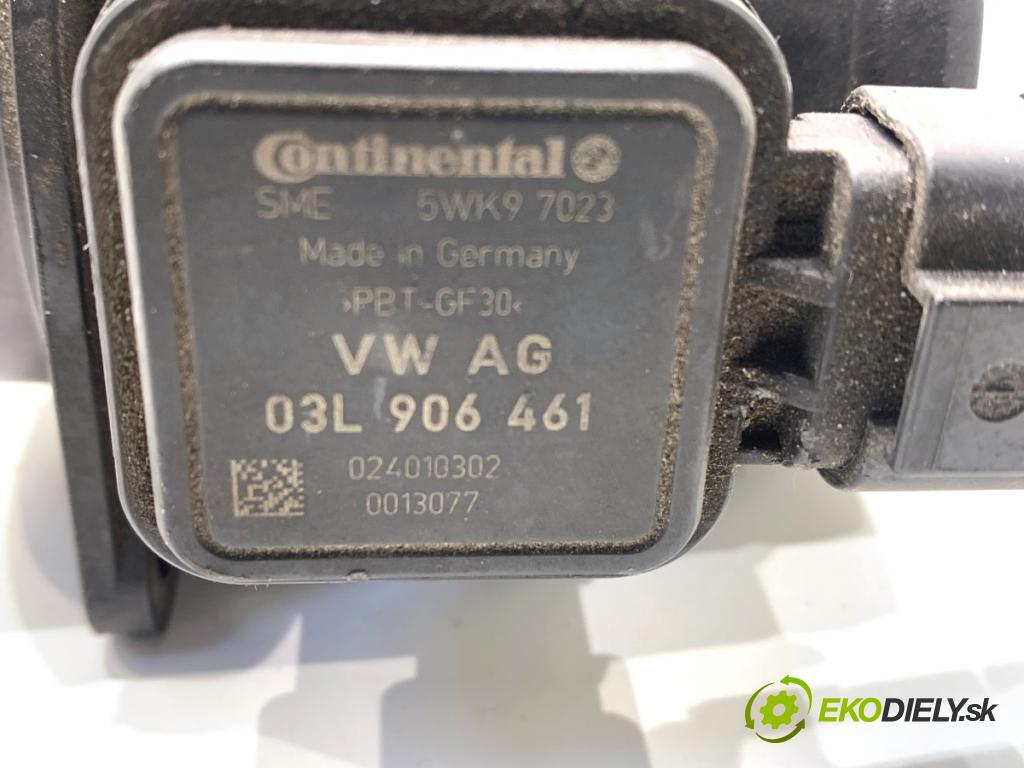 Continental
SME 5WK9 7023
Made in Germany
>PBT-GF30<
VW AG
03L 906 461
024010302
0013077
EKODIELY.sk